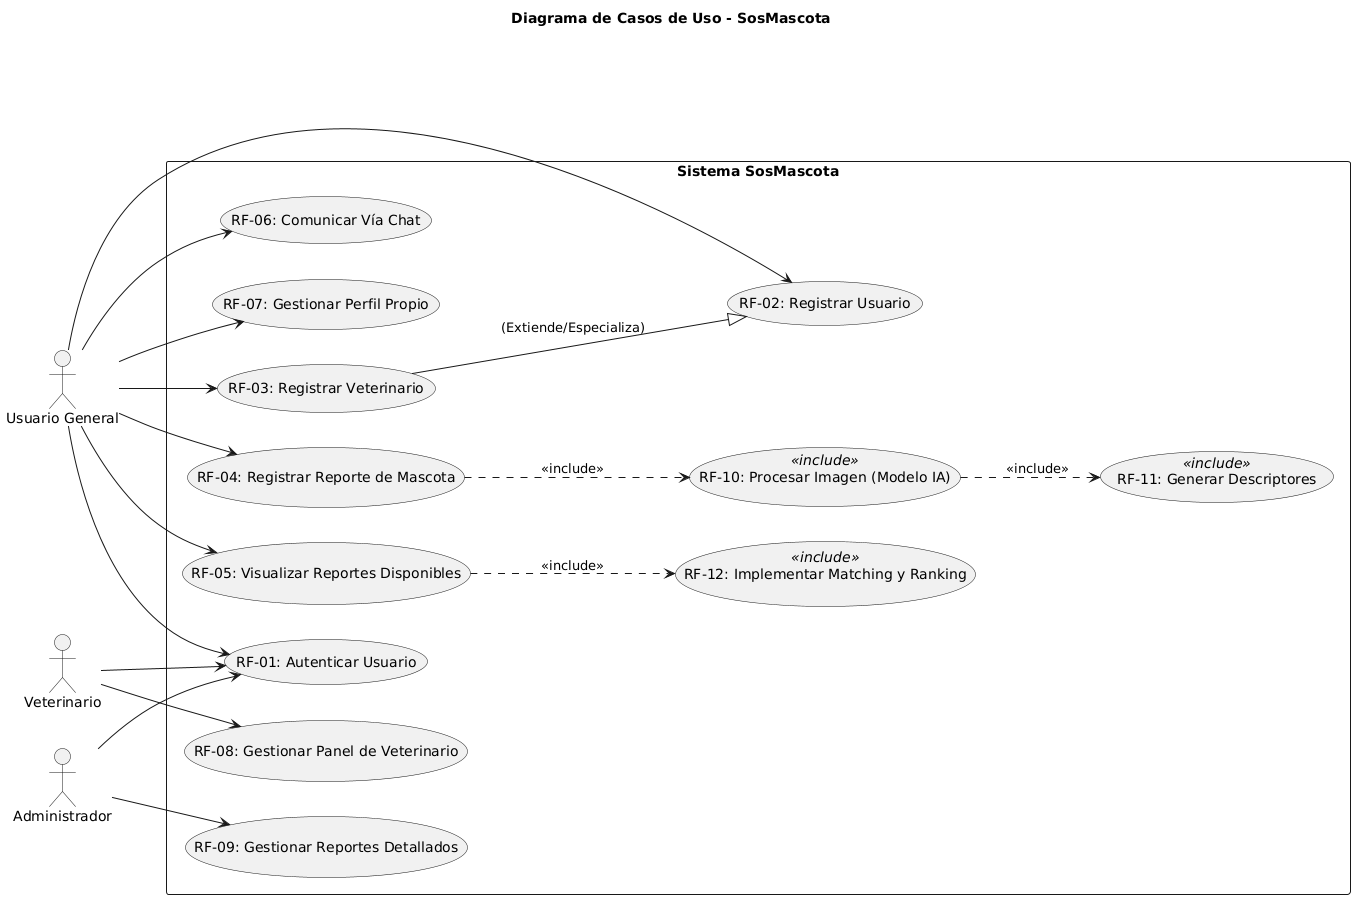 Diagrama de Casos de Uso - SosMascota
Sistema SosMascota
RF-06: Comunicar Vía Chat
RF-07: Gestionar Perfil Propio
RF-02: Registrar Usuario
(Extiende/Especializa)
RF-03: Registrar Veterinario
Usuario General
RF-04: Registrar Reporte de Mascota
«include»
«include»
RF-10: Procesar Imagen (Modelo IA)
«include»
«include»
RF-11: Generar Descriptores
RF-05: Visualizar Reportes Disponibles
«include»
«include»
RF-12: Implementar Matching y Ranking
RF-01: Autenticar Usuario
Veterinario
RF-08: Gestionar Panel de Veterinario
Administrador
RF-09: Gestionar Reportes Detallados